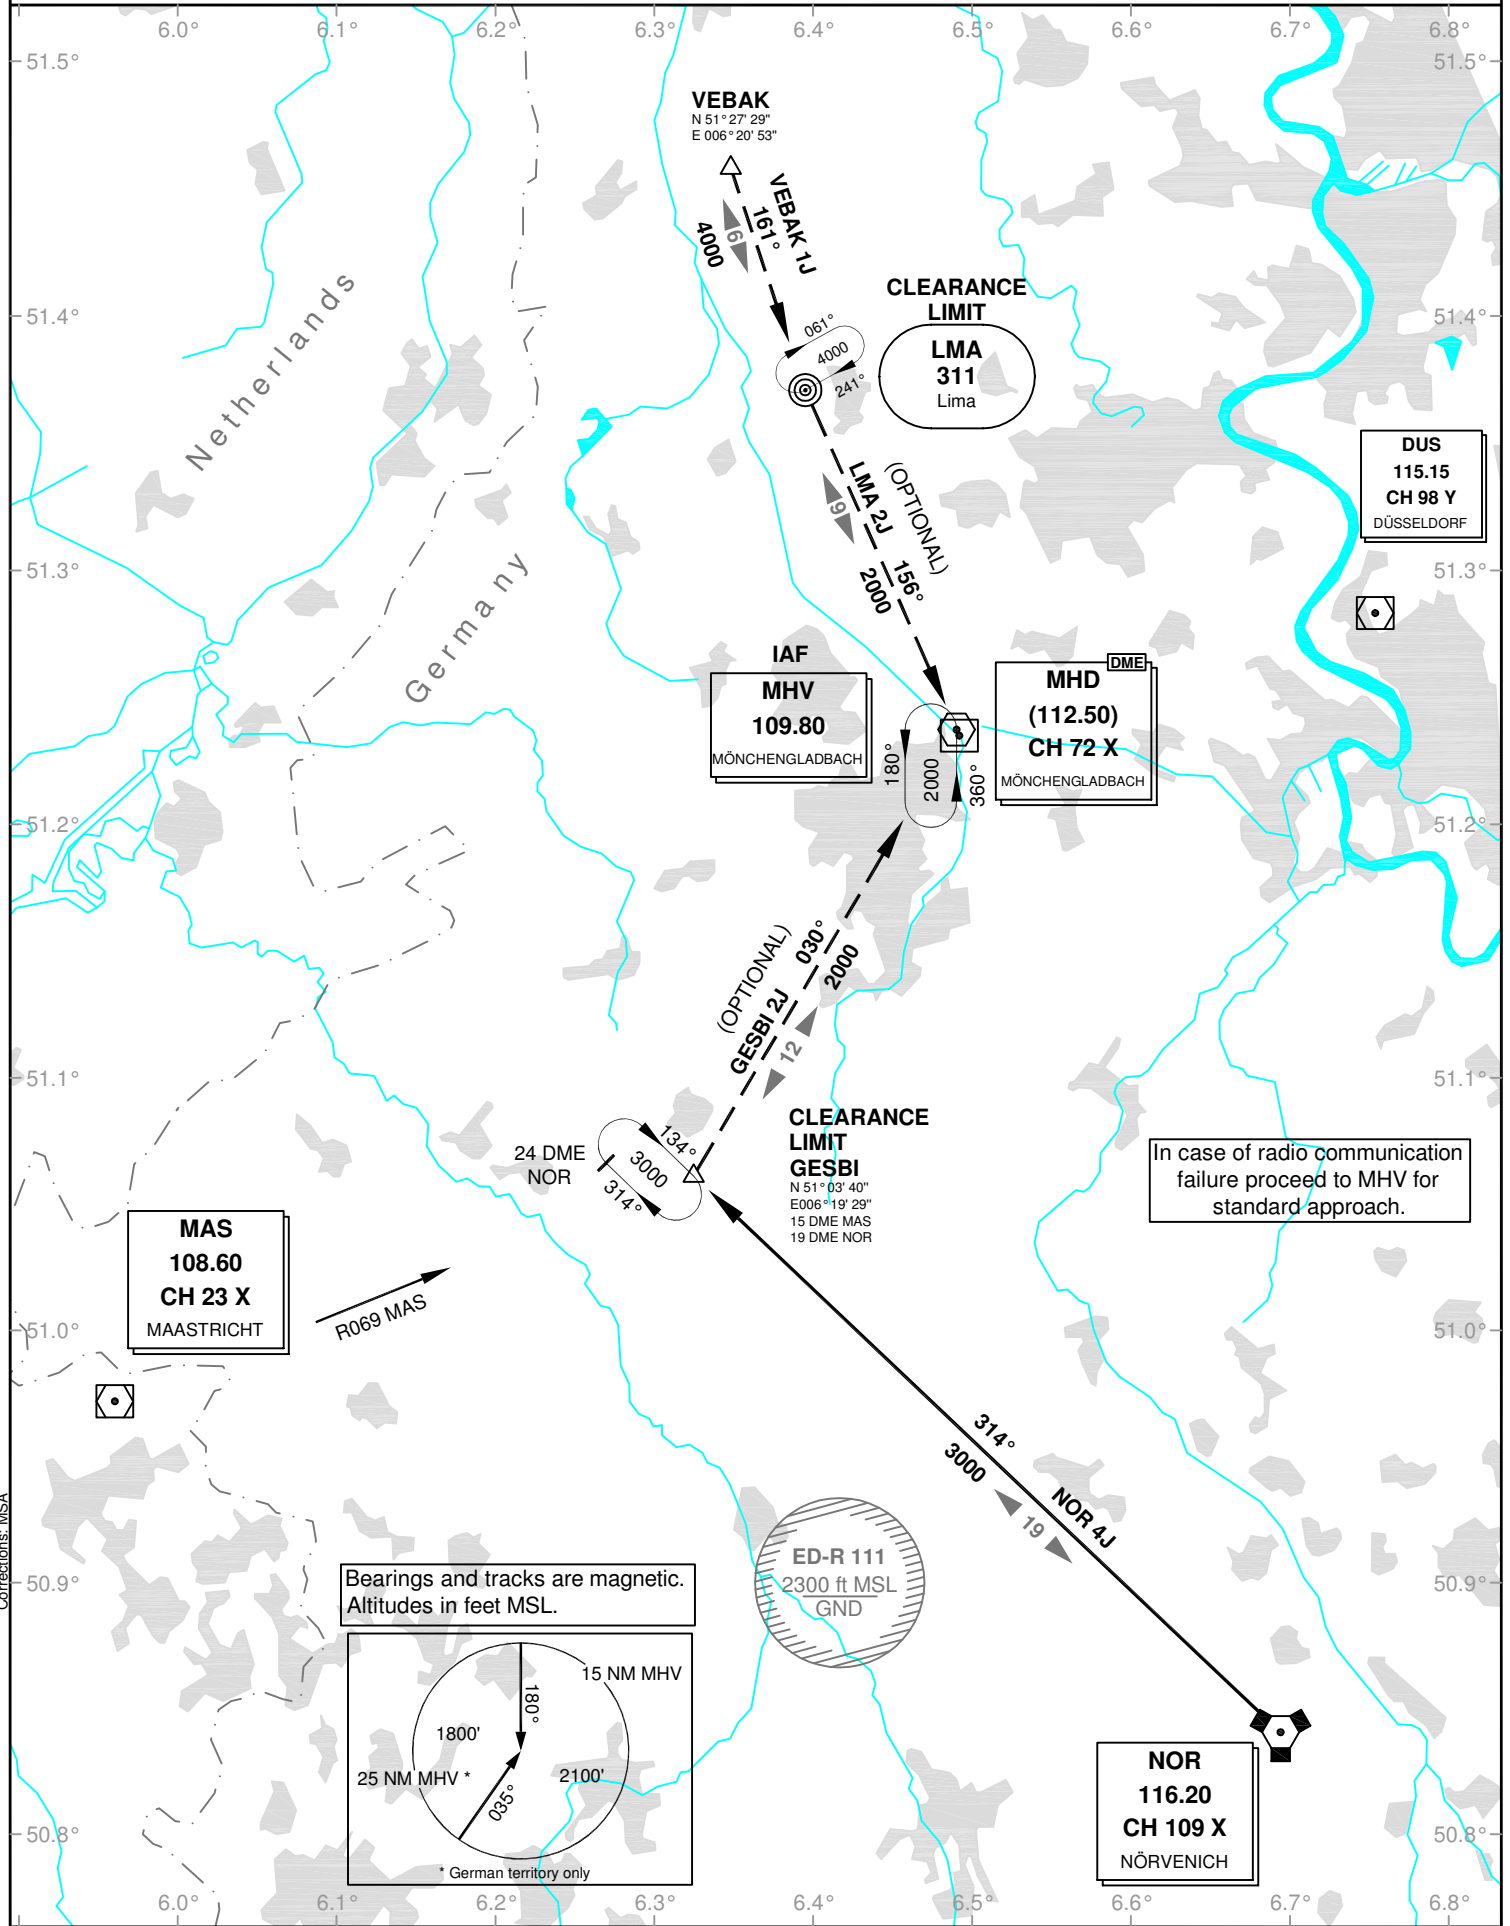 6.0°
6.1°
6.2°
6.3°
6.4°
6.5°
6.6°
6.7°
6.8°
51.5°
51.5°
VEBAK
N 51° 27' 29"
E 006° 20' 53"
VEBAK 1J
161°
6
4000
CLEARANCE
LIMIT
LMA
311
Lima
061°
4000
241°
51.4°
51.4°
Netherlands
Germany
DUS
115.15
CH 98 Y
DÜSSELDORF
LMA 2J
(OPTIONAL)
9
156°
2000
51.3°
51.3°
IAF
MHV
109.80
MÖNCHENGLADBACH
DME
MHD
(112.50)
CH 72 X
MÖNCHENGLADBACH
180°
2000
360°
51.2°
51.2°
(OPTIONAL)
GESBI 2J
030°
2000
12
51.1°
51.1°
CLEARANCE
LIMIT
GESBI
N 51° 03' 40"
E006° 19' 29"
15 DME MAS
19 DME NOR
24 DME
NOR
134°
3000
314°
In case of radio communication
failure proceed to MHV for
standard approach.
MAS
108.60
CH 23 X
MAASTRICHT
R069 MAS
51.0°
51.0°
314°
3000
NOR 4J
19
Corrections: MSA
ED-R 111
2300 ft MSL
GND
50.9°
50.9°
Bearings and tracks are magnetic.
Altitudes in feet MSL.
15 NM MHV
180°
1800'
25 NM MHV *
2100'
035°
* German territory only
NOR
116.20
CH 109 X
NÖRVENICH
50.8°
50.8°
6.0°
6.1°
6.2°
6.3°
6.4°
6.5°
6.6°
6.7°
6.8°